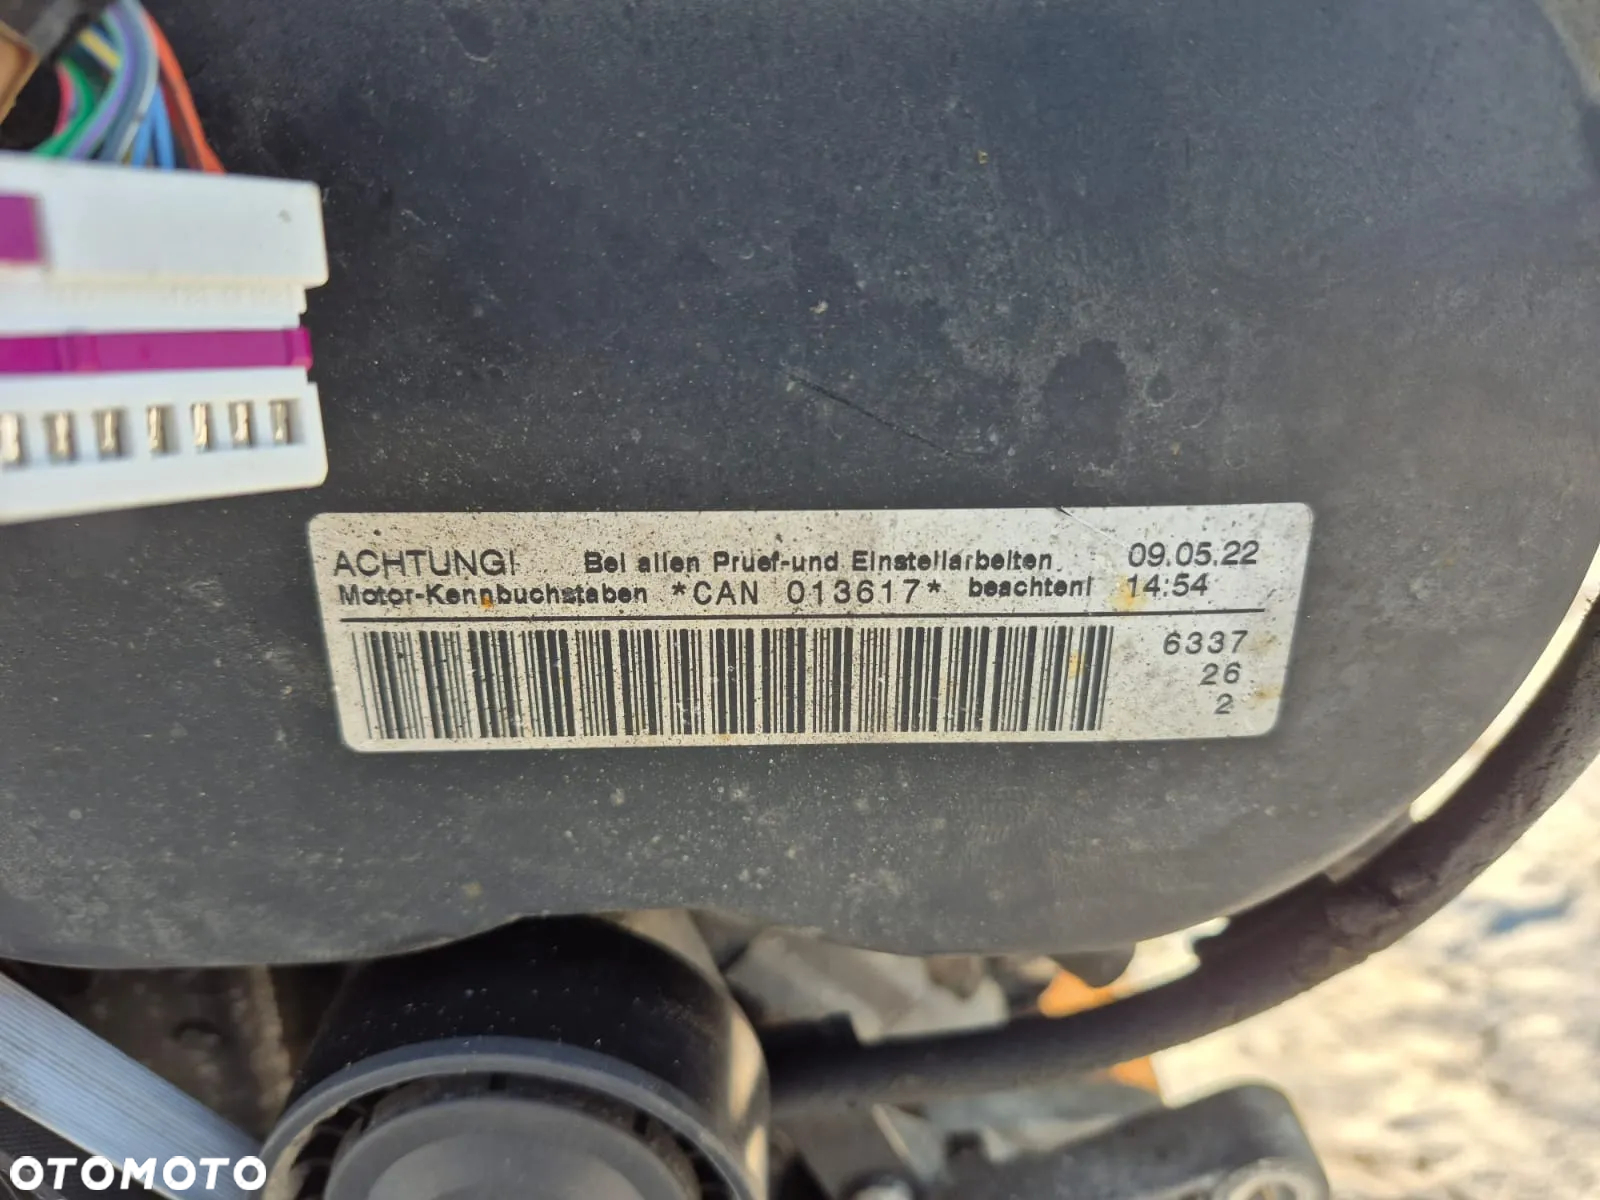 ACHTUNG! Bei allen Pruef-und Einstellarbeiten 09.05.22
Motor-Kennbuchstaben *CAN 013617* beachten! 14:54
6337
26
2
OTOMOTO